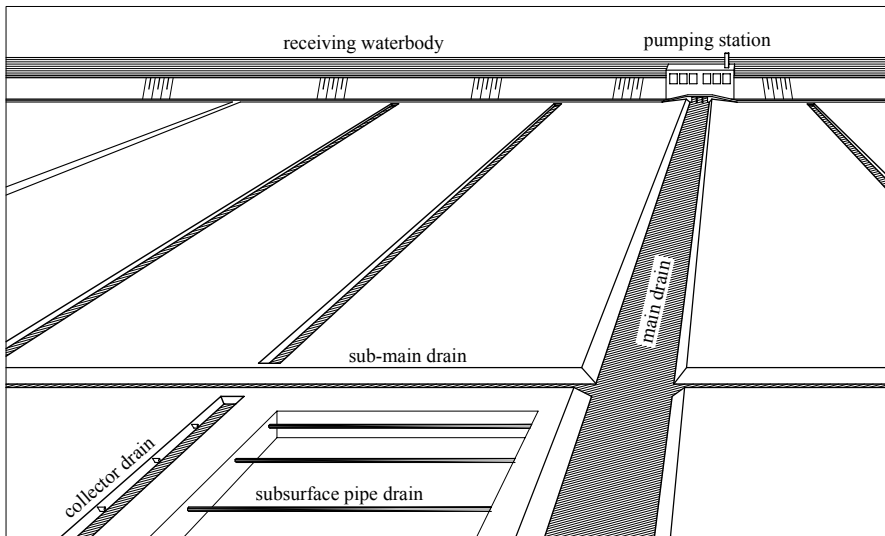 receiving waterbody
pumping station
main drain
sub-main drain
collector drain
subsurface pipe drain